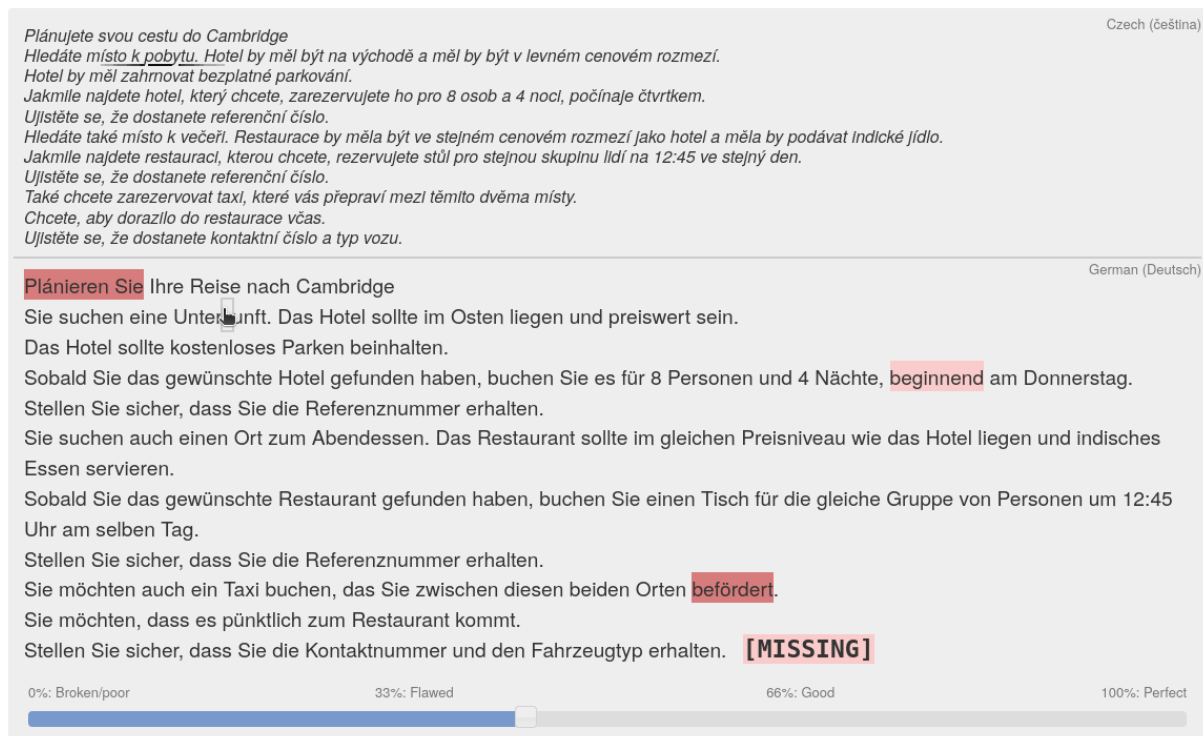 Czech (čeština)
Plánujete svou cestu do Cambridge
Hledáte místo k pobytu. Hotel by měl být na východě a měl by být v levném cenovém rozmezí.
Hotel by měl zahrnovat bezplatné parkování.
Jakmile najdete hotel, který chcete, zarezervujete ho pro 8 osob a 4 noci, počínaje čtvrtkem.
Ujistěte se, že dostanete referenční číslo.
Hledáte také místo k večeři. Restaurace by měla být ve stejném cenovém rozmezí jako hotel a měla by podávat indické jídlo.
Jakmile najdete restauraci, kterou chcete, rezervujete stůl pro stejnou skupinu lidí na 12:45 ve stejný den.
Ujistěte se, že dostanete referenční číslo.
Také chcete zarezervovat taxi, které vás přepraví mezi těmito dvěma místy.
Chcete, aby dorazilo do restaurace včas.
Ujistěte se, že dostanete kontaktní číslo a typ vozu.
German (Deutsch)
Plánieren Sie Ihre Reise nach Cambridge
Sie suchen eine Unterkunft. Das Hotel sollte im Osten liegen und preiswert sein.
Das Hotel sollte kostenloses Parken beinhalten.
Sobald Sie das gewünschte Hotel gefunden haben, buchen Sie es für 8 Personen und 4 Nächte, beginnend am Donnerstag.
Stellen Sie sicher, dass Sie die Referenznummer erhalten.
Sie suchen auch einen Ort zum Abendessen. Das Restaurant sollte im gleichen Preisniveau wie das Hotel liegen und indisches
Essen servieren.
Sobald Sie das gewünschte Restaurant gefunden haben, buchen Sie einen Tisch für die gleiche Gruppe von Personen um 12:45
Uhr am selben Tag.
Stellen Sie sicher, dass Sie die Referenznummer erhalten.
Sie möchten auch ein Taxi buchen, das Sie zwischen diesen beiden Orten befördert.
Sie möchten, dass es pünktlich zum Restaurant kommt.
Stellen Sie sicher, dass Sie die Kontaktnummer und den Fahrzeugtyp erhalten. [MISSING]
0%: Broken/poor 33%: Flawed 66%: Good 100%: Perfect